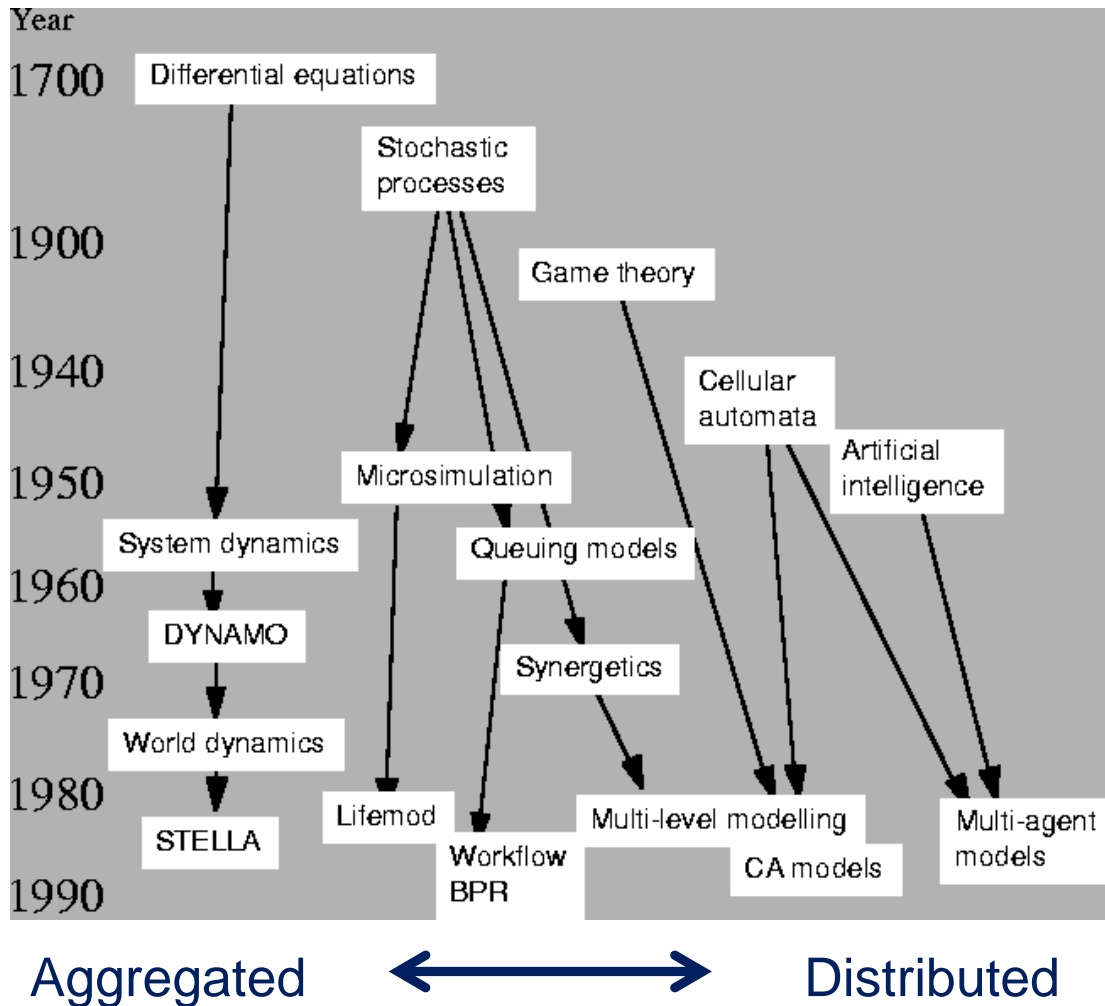 Year
1700
Differential equations
Stochastic
processes
1900
Game theory
1940
Cellular
automata
Artificial
intelligence
Microsimulation
1950
System dynamics
Queuing models
1960
DYNAMO
Synergetics
1970
World dynamics
1980
Lifemod
Multi-level modelling
Multi-agent
models
STELLA
Workflow
BPR
CA models
1990
Aggregated
Distributed